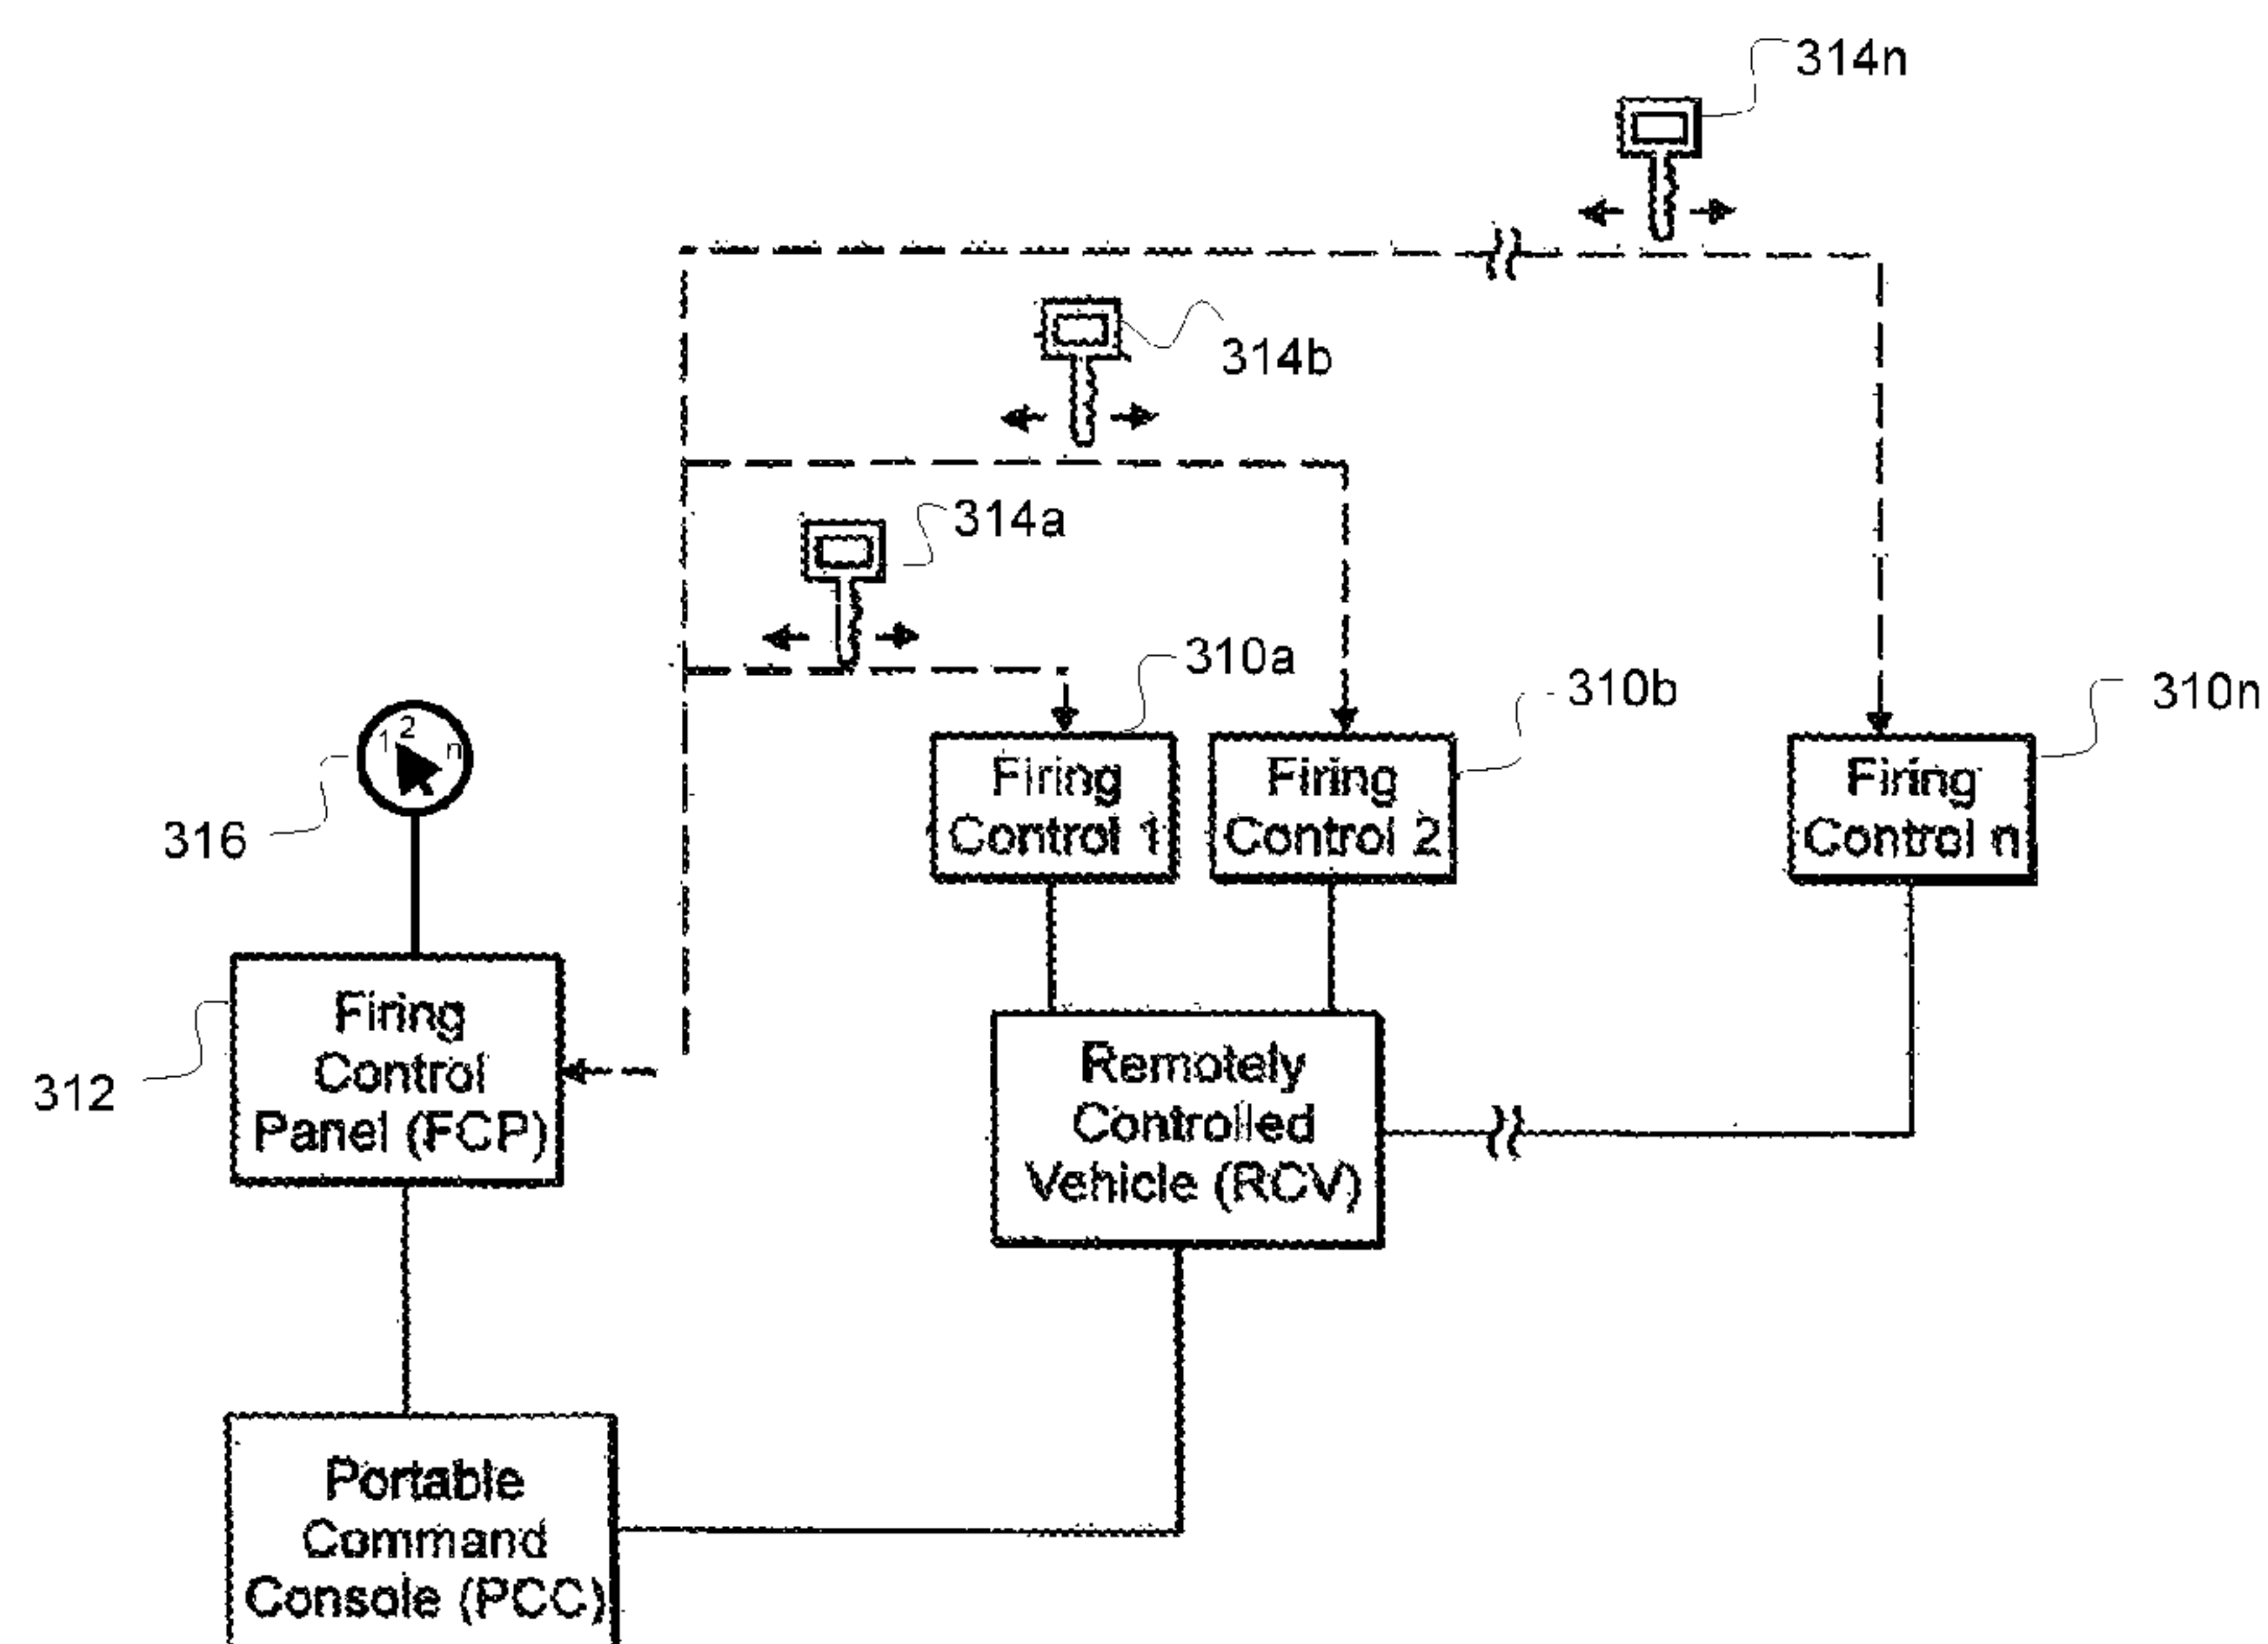 314n
314b
314a
310a
310b
310n
1 2 n
316
Firing
Control 1
Firing
Control 2
Firing
Control n
312
Firing
Control
Panel (FCP)
Remotely
Controlled
Vehicle (RCV)
Portable
Command
Console (PCC)